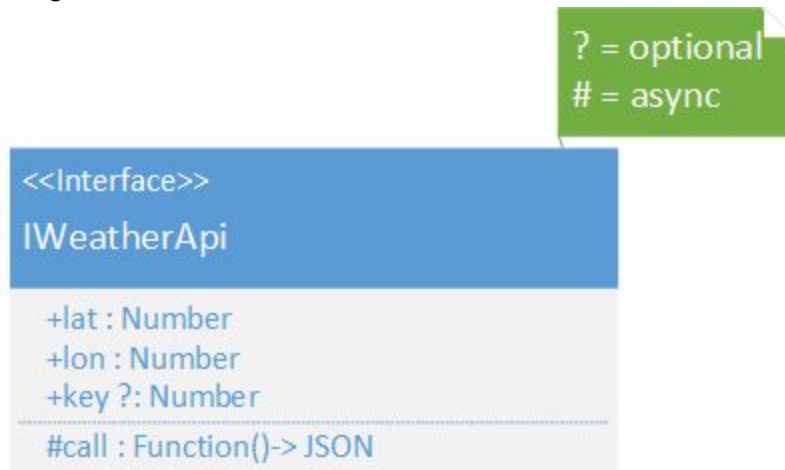 ? = optional
# = async
<<Interface>>
IWeatherApi
+lat : Number
+lon : Number
+key ?: Number
#call : Function()-> JSON